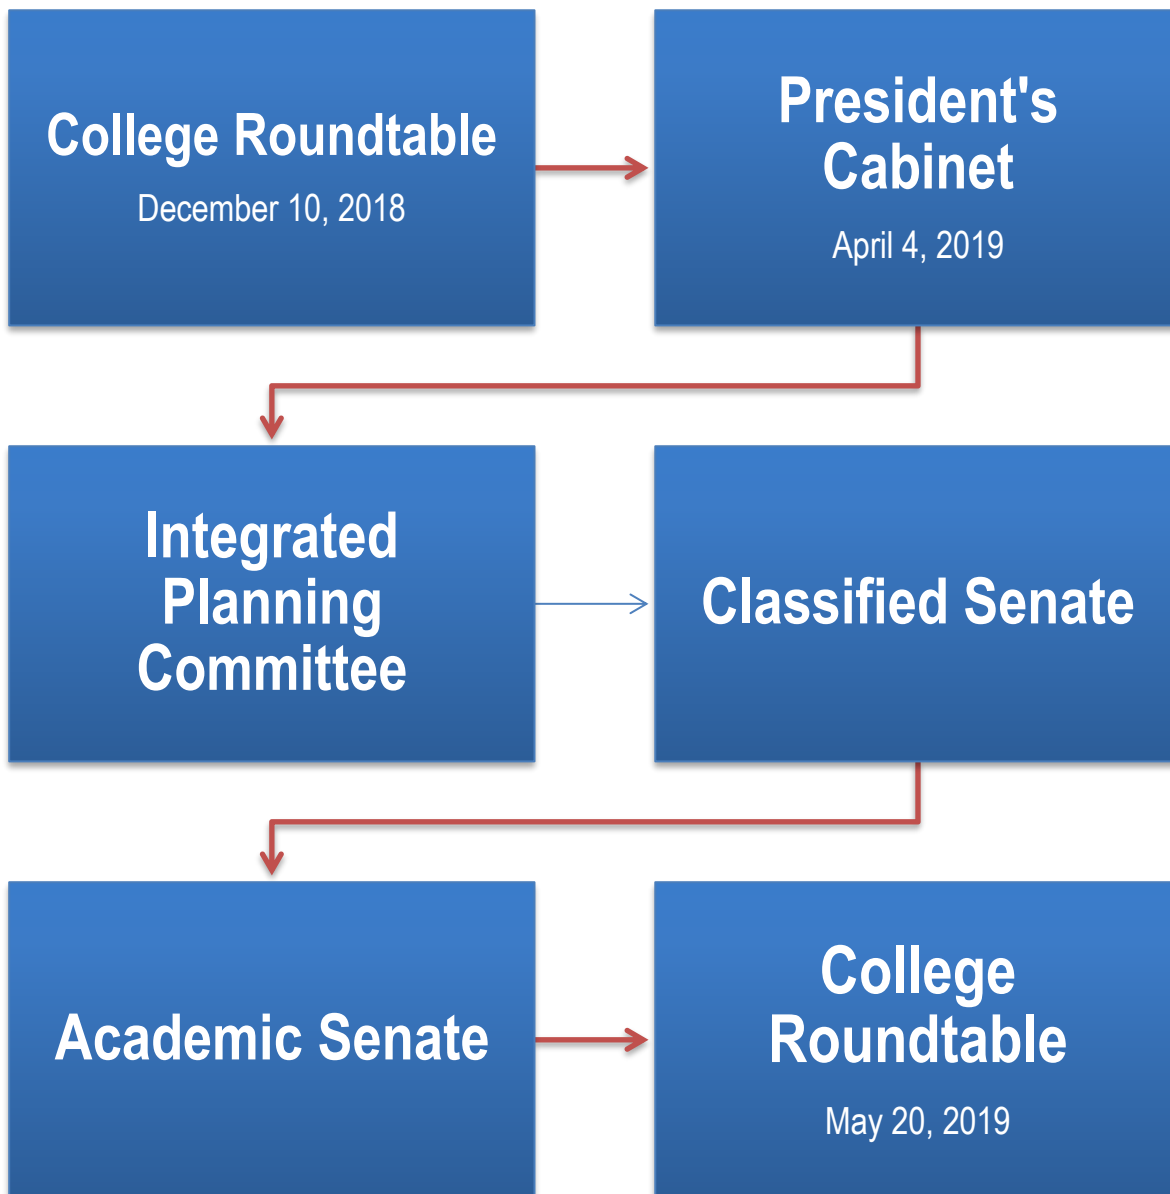 College Roundtable
December 10, 2018
President's
Cabinet
April 4, 2019
Integrated
Planning
Committee
Classified Senate
Academic Senate
College
Roundtable
May 20, 2019